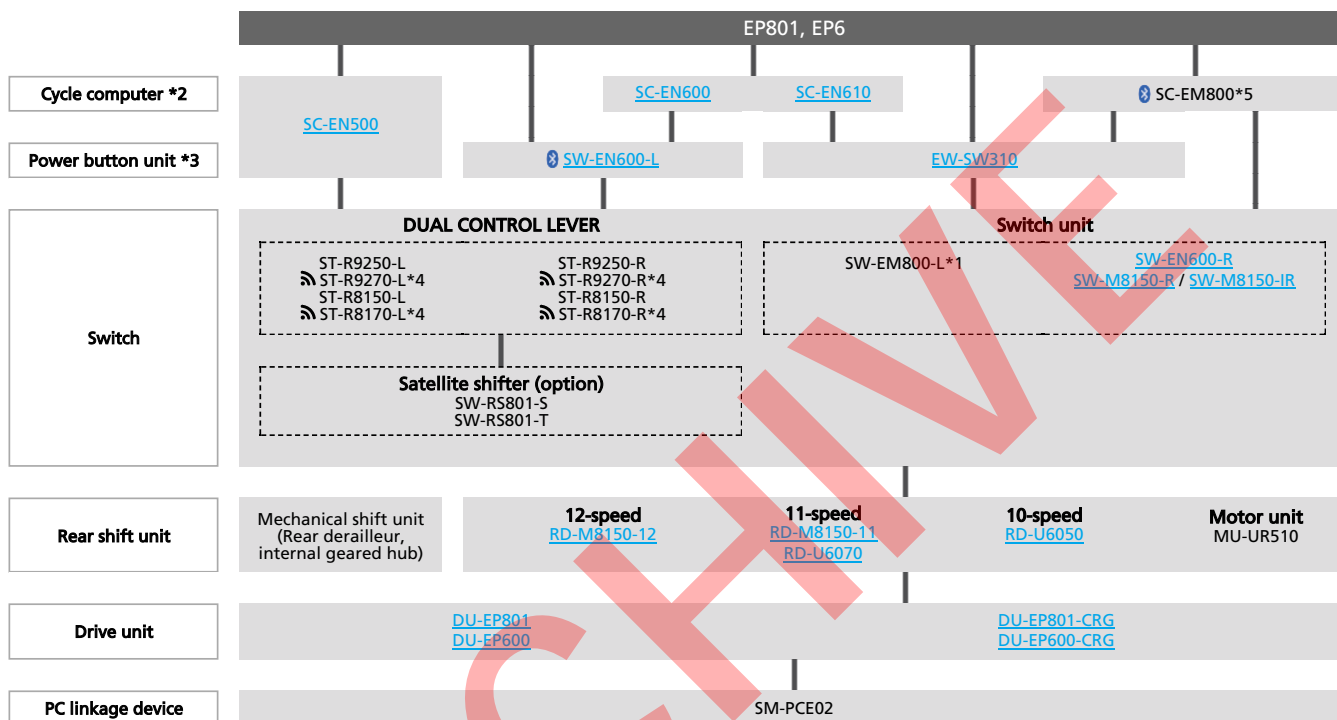 EP801, EP6
Cycle computer *2
SC-EN500
SC-EN600
SC-EN610
SC-EM800*5
Power button unit *3
SW-EN600-L
EW-SW310
Switch
DUAL CONTROL LEVER
ST-R9250-L
ST-R9270-L*4
ST-R8150-L
ST-R8170-L*4
ST-R9250-R
ST-R9270-R*4
ST-R8150-R
ST-R8170-R*4
Satellite shifter (option)
SW-RS801-S
SW-RS801-T
Switch unit
SW-EM800-L*1
SW-EN600-R
SW-M8150-R / SW-M8150-IR
Rear shift unit
Mechanical shift unit
(Rear derailleur,
internal geared hub)
12-speed
RD-M8150-12
11-speed
RD-M8150-11
RD-U6070
10-speed
RD-U6050
Motor unit
MU-UR510
Drive unit
DU-EP801
DU-EP600
DU-EP801-CRG
DU-EP600-CRG
PC linkage device
SM-PCE02
CHIVE